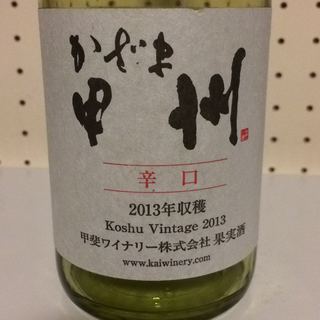 かざま
甲州
辛口
2013年収穫
Koshu Vintage 2013
甲斐ワイナリー株式会社 果実酒
www.kaiwinery.com